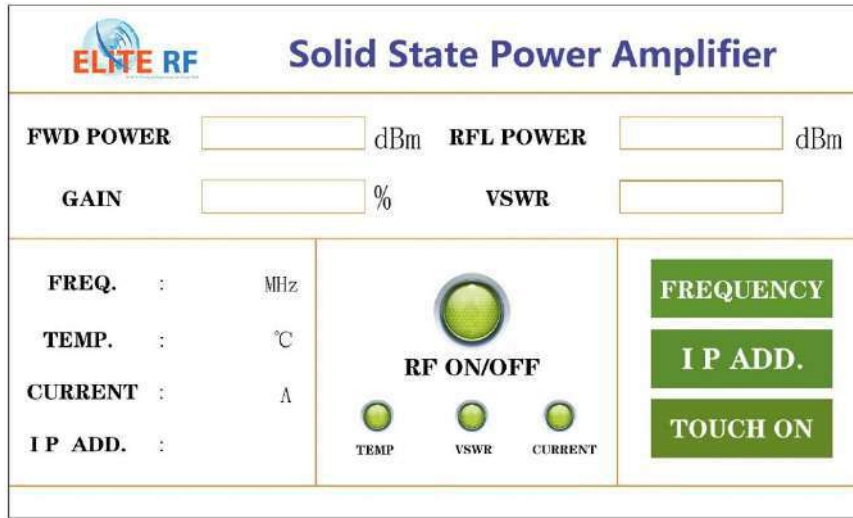 ELITE RF
Solid State Power Amplifier
FWD POWER dBm RFL POWER dBm
GAIN % VSWR
FREQ. : MHz
TEMP. : ℃
CURRENT : A
I P ADD. :
RF ON/OFF
TEMP VSWR CURRENT
FREQUENCY
I P ADD.
TOUCH ON